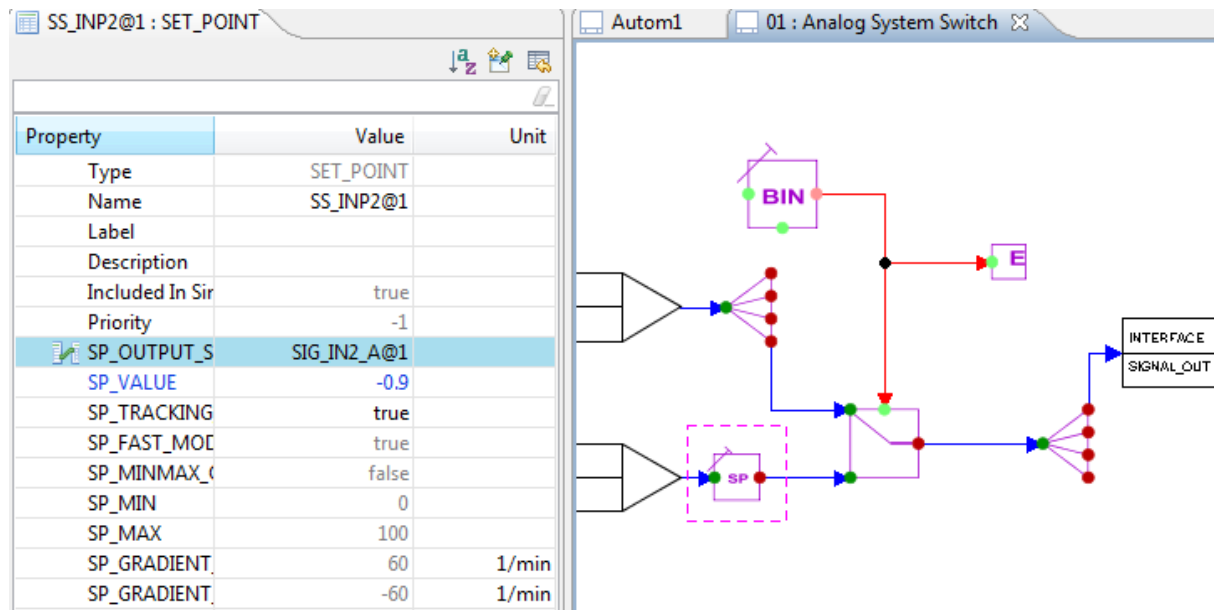 SS_INP2@1 : SET_POINT
Autom1
01 : Analog System Switch
Property Value Unit
Type SET_POINT
Name SS_INP2@1
Label
Description
Included In Sir true
Priority -1
SP_OUTPUT_S SIG_IN2_A@1
SP_VALUE -0.9
SP_TRACKING true
SP_FAST_MOD true
SP_MINMAX_ false
SP_MIN 0
SP_MAX 100
SP_GRADIENT_ 60 1/min
SP_GRADIENT_ -60 1/min
BIN
E
INTERFACE
SIGNAL_OUT
SP